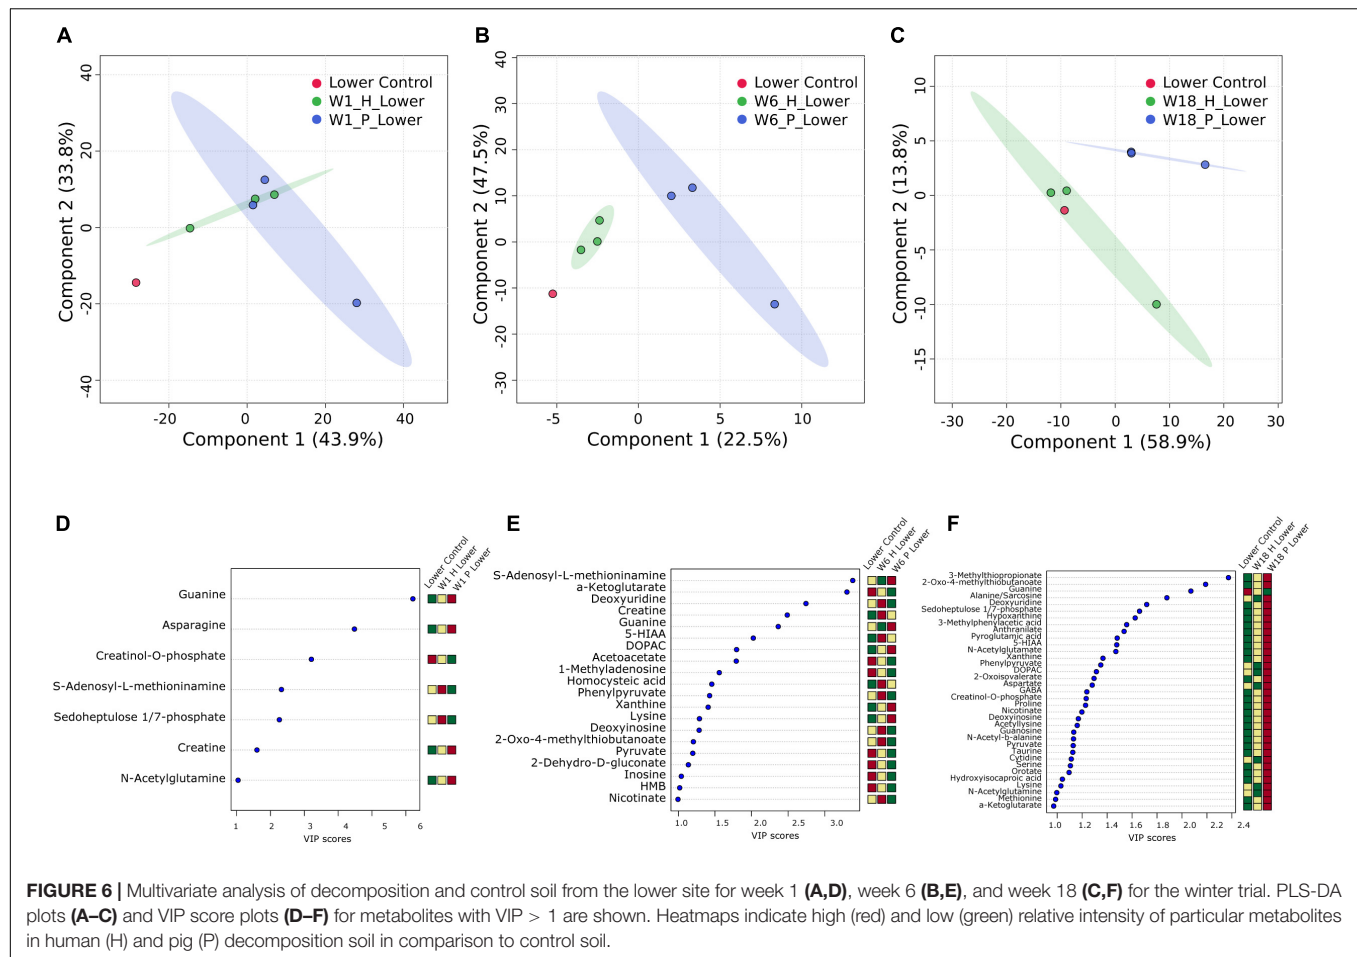 A
B
C
Lower Control
W1_H_Lower
W1_P_Lower
Component 2 (33.8%)
40
20
0
-20
-40
-20
0
20
40
Component 1 (43.9%)
Lower Control
W6_H_Lower
W6_P_Lower
Component 2 (47.5%)
40
30
20
10
0
-10
-20
-30
-5
0
5
10
Component 1 (22.5%)
Lower Control
W18_H_Lower
W18_P_Lower
Component 2 (13.8%)
10
5
0
-5
-10
-15
-30
-20
-10
0
10
20
30
Component 1 (58.9%)
D
Lower Control
W1 H Lower
W1 P Lower
Guanine
Asparagine
Creatinol-O-phosphate
S-Adenosyl-L-methioninamine
Sedoheptulose 1/7-phosphate
Creatine
N-Acetylglutamine
1
2
3
4
5
6
VIP scores
E
Lower Control
W6 H Lower
W6 P Lower
S-Adenosyl-L-methioninamine
a-Ketoglutarate
Deoxyuridine
Creatine
Guanine
5-HIAA
DOPAC
Acetoacetate
1-Methyladenosine
Homocysteic acid
Phenylpyruvate
Xanthine
Lysine
Deoxyinosine
2-Oxo-4-methylthiobutanoate
Pyruvate
2-Dehydro-D-gluconate
Inosine
HMB
Nicotinate
1.0
1.5
2.0
2.5
3.0
VIP scores
F
Lower Control
W18 H Lower
W18 P Lower
3-Methylthiopropionate
2-Oxo-4-methylthiobutanoate
Guanine
Alanine/Sarcosine
Deoxyuridine
Sedoheptulose 1/7-phosphate
Hypoxanthine
3-Methylphenylacetic acid
Anthranilate
Pyroglutamic acid
5-HIAA
N-Acetylglutamate
Xanthine
Phenylpyruvate
DOPAC
2-Oxoisovalerate
Aspartate
GABA
Creatinol-O-phosphate
Proline
Nicotinate
Deoxyinosine
Acetyllysine
Guanosine
N-Acetyl-b-alanine
Pyruvate
Taurine
Cytidine
Serine
Orotate
Hydroxyisocaproic acid
Lysine
N-Acetylglutamine
Methionine
a-Ketoglutarate
1.0
1.2
1.4
1.6
1.8
2.0
2.2
2.4
VIP scores
FIGURE 6 | Multivariate analysis of decomposition and control soil from the lower site for week 1 (A,D), week 6 (B,E), and week 18 (C,F) for the winter trial. PLS-DA
plots (A–C) and VIP score plots (D–F) for metabolites with VIP > 1 are shown. Heatmaps indicate high (red) and low (green) relative intensity of particular metabolites
in human (H) and pig (P) decomposition soil in comparison to control soil.